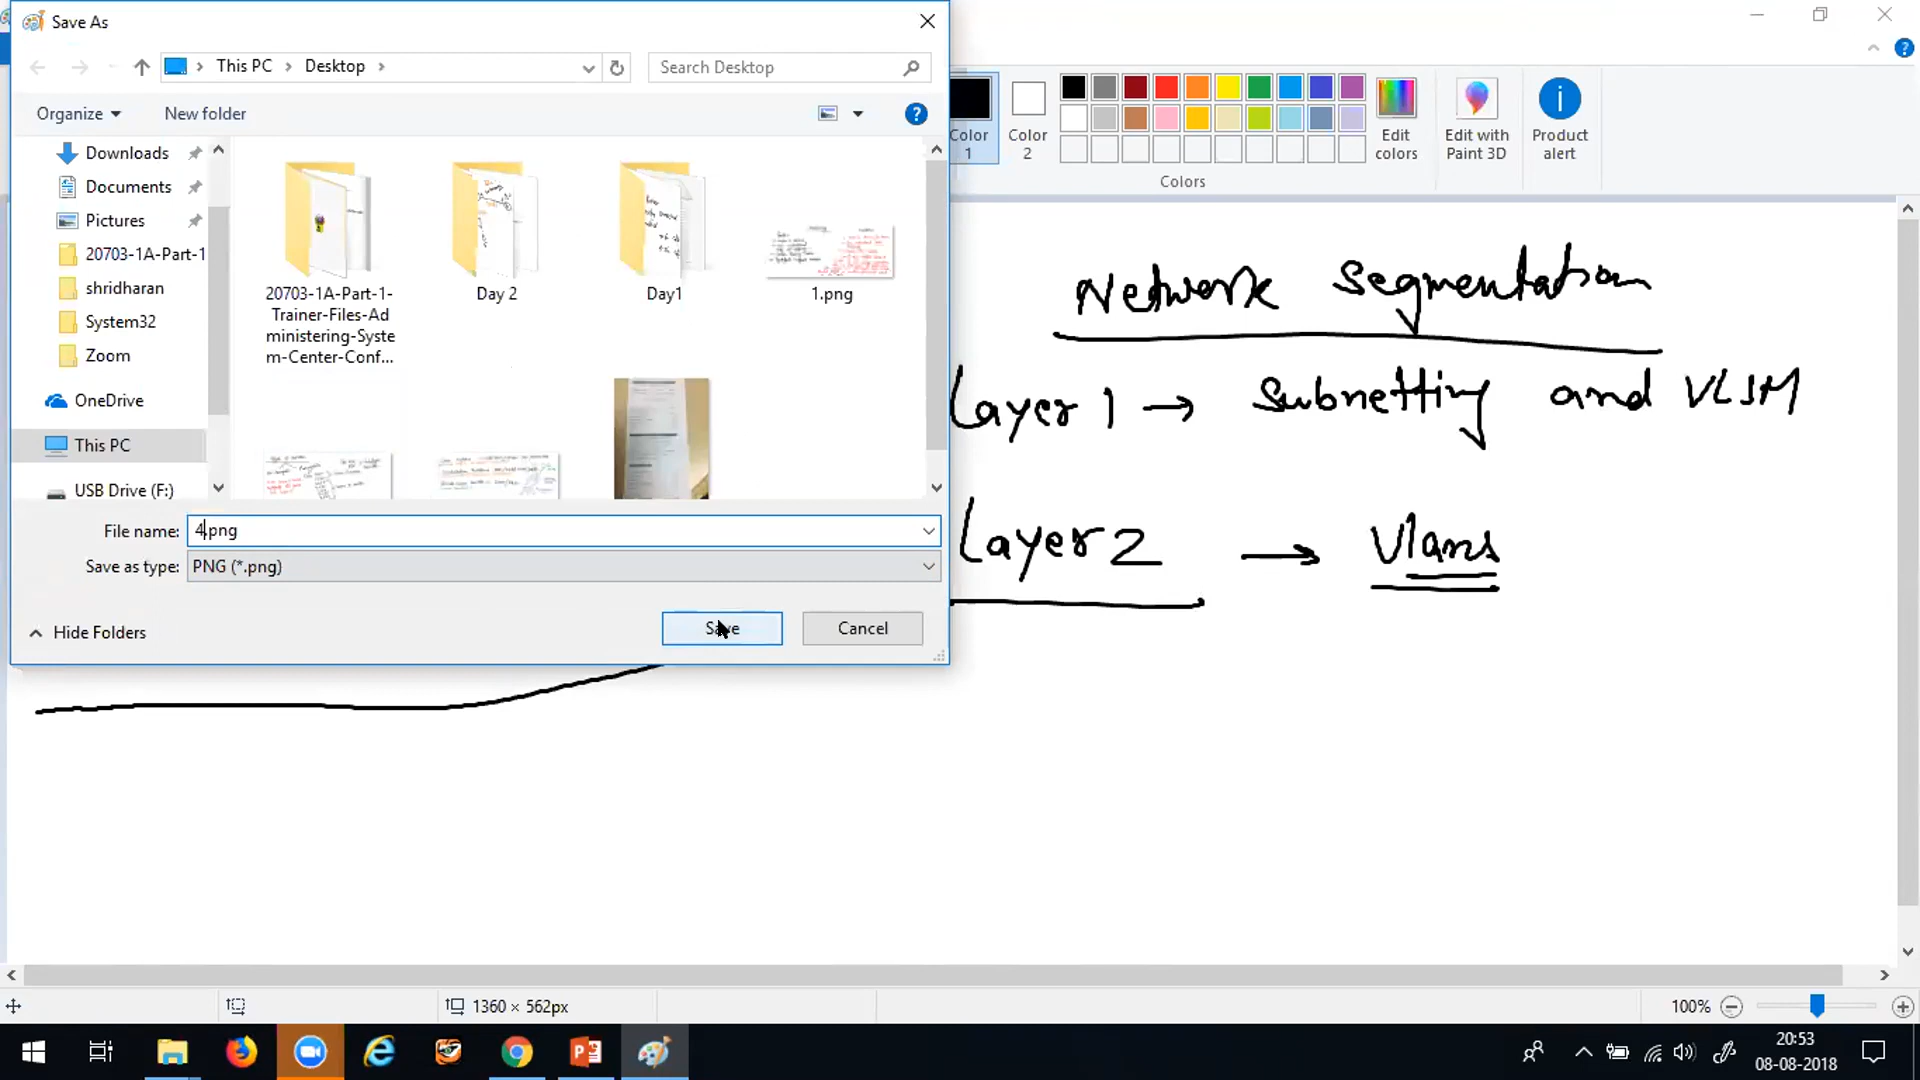 Save As
This PC > Desktop >
Search Desktop
Organize
New folder
Downloads
Documents
Pictures
20703-1A-Part-1
shridharan
System32
Zoom
OneDrive
This PC
USB Drive (F:)
20703-1A-Part-1-
Trainer-Files-Ad
ministering-Syste
m-Center-Conf...
Day 2
Day1
1.png
File name: 4.png
Save as type: PNG (*.png)
Hide Folders
Save
Cancel
Color
1
Color
2
Edit
colors
Edit with
Paint 3D
Product
alert
Colors
Network Segmentation
Layer 1 → Subnetting and VLSM
Layer 2 → Vlans
1360 × 562px
100%
20:53
08-08-2018